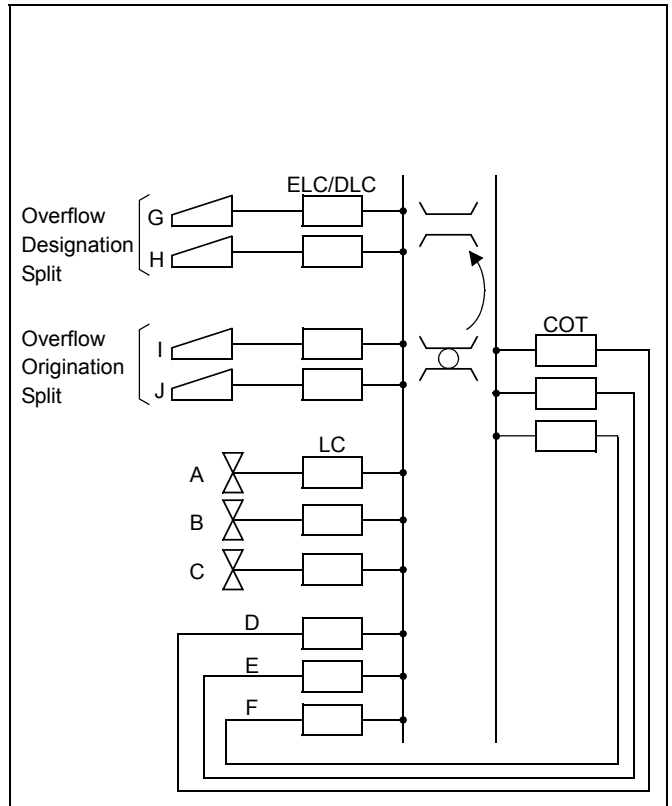 ELC/DLC
Overflow
Designation
Split
G
H
Overflow
Origination
Split
I
J
COT
LC
A
B
C
D
E
F